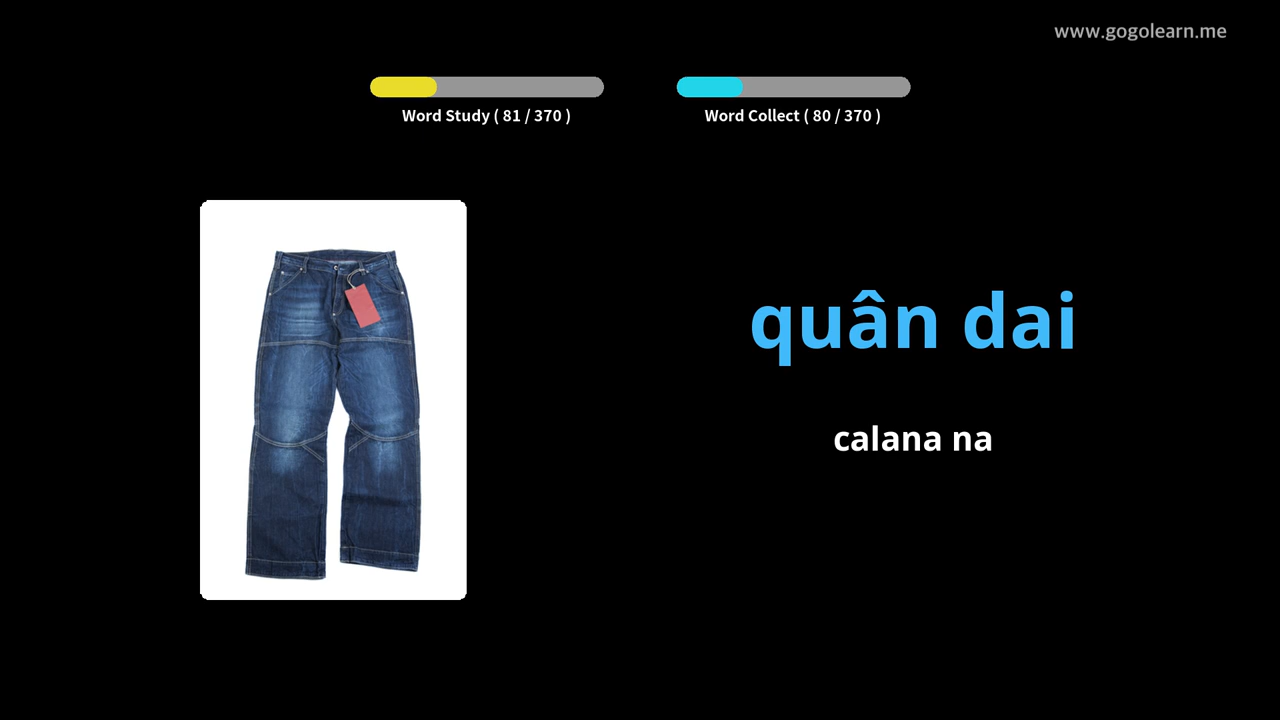 www.gogolearn.me
Word Study ( 81 / 370 )
Word Collect ( 80 / 370 )
quân dai
calana na